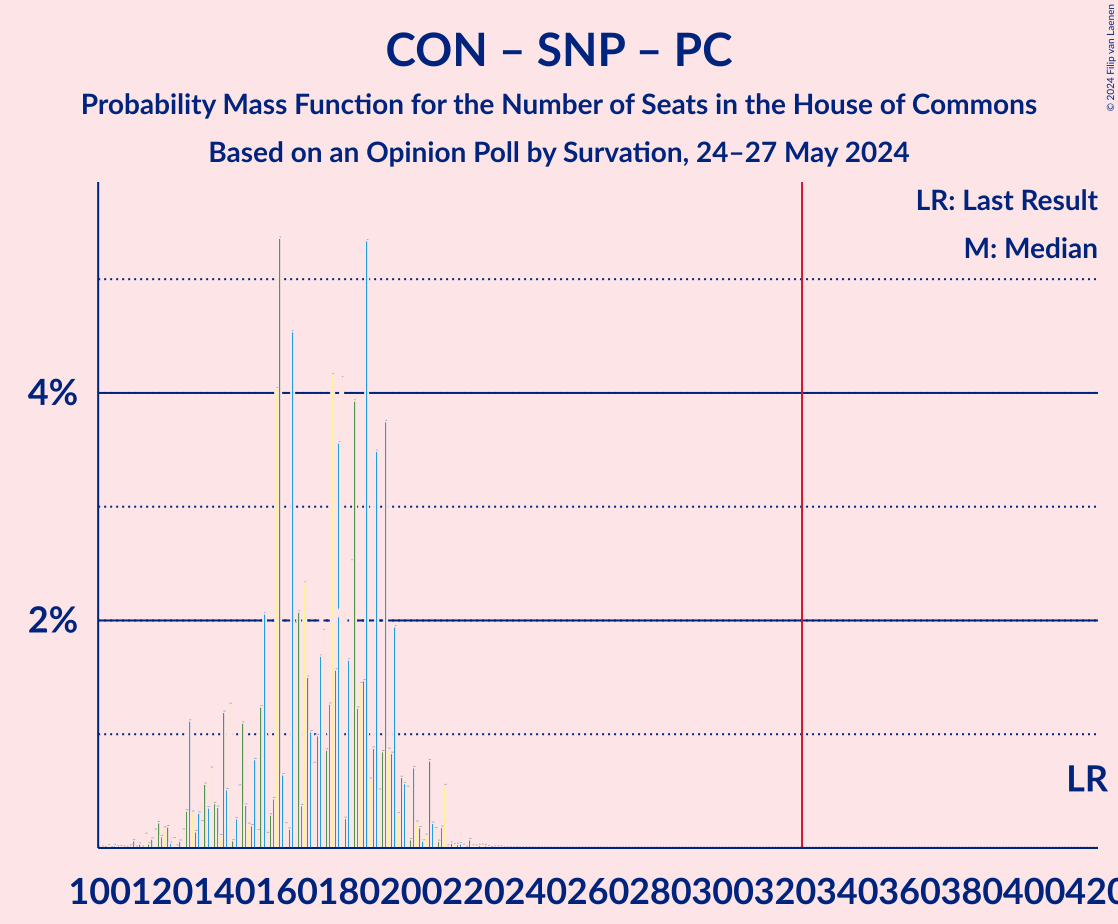 CON – SNP – PC
Probability Mass Function for the Number of Seats in the House of Commons
Based on an Opinion Poll by Survation, 24–27 May 2024
© 2024 Filip van Laenen
LR: Last Result
M: Median
4%
2%
LR
100 120 140 160 180 200 220 240 260 280 300 320 340 360 380 400 420